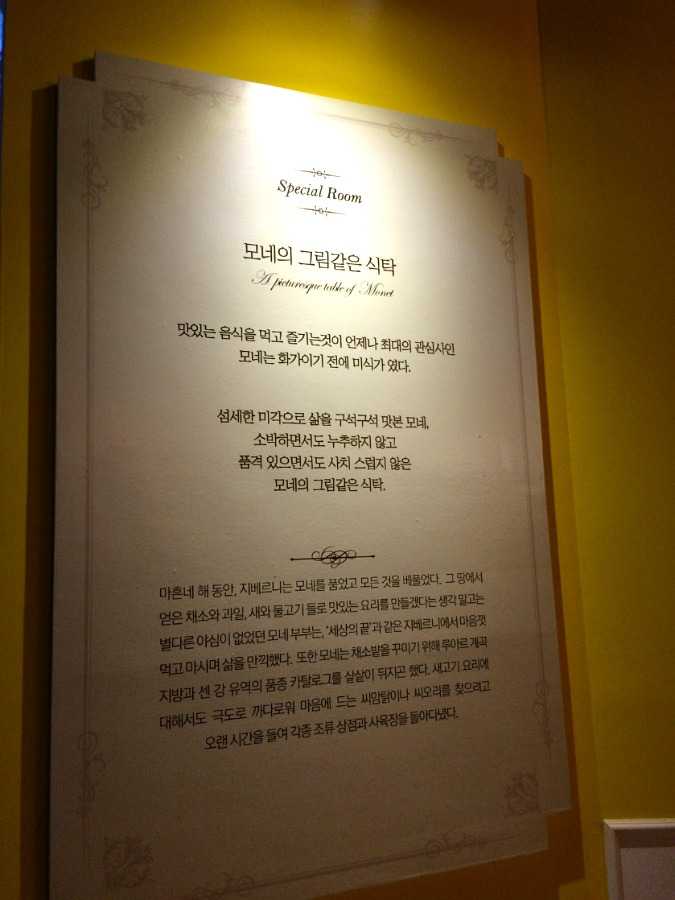 Special Room
모네의 그림같은 식탁
A picturesque table of Monet
맛있는 음식을 먹고 즐기는것이 언제나 최대의 관심사인
모네는 화가이기 전에 미식가 였다.
섬세한 미각으로 삶을 구석구석 맛본 모네,
소박하면서도 누추하지 않고
품격 있으면서도 사치 스럽지 않은
모네의 그림같은 식탁.
마흔네 해 동안, 지베르니는 모네를 품었고 모든 것을 베풀었다. 그 땅에서
얻은 채소와 과일, 새와 물고기 들로 맛있는 요리를 만들겠다는 생각 말고는
별다른 야심이 없었던 모네 부부는, '세상의 끝'과 같은 지베르니에서 마음껏
먹고 마시며 삶을 만끽했다. 또한 모네는 채소밭을 꾸미기 위해 루아르 계곡
지방과 센 강 유역의 품종 카탈로그를 샅샅이 뒤지곤 했다. 새고기 요리에
대해서도 극도로 까다로워 마음에 드는 씨암탉이나 씨오리를 찾으려고
오랜 시간을 들여 각종 조류 상점과 사육장을 돌아다녔다.